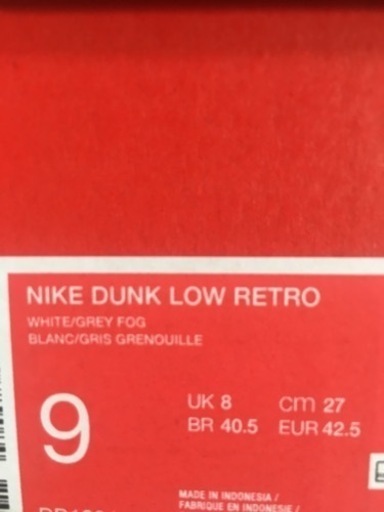 NIKE DUNK LOW RETRO
WHITE/GREY FOG
BLANC/GRIS GRENOUILLE
9
UK 8 cm 27
BR 40.5 EUR 42.5
MADE IN INDONESIA /
FABRIQUE EN INDONESIE /